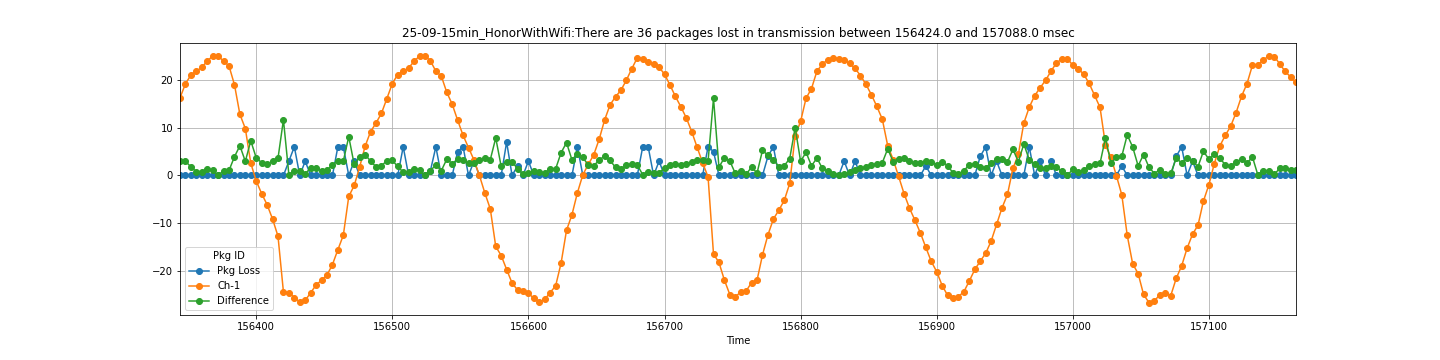 25-09-15min_HonorWithWifi:There are 36 packages lost in transmission between 156424.0 and 157088.0 msec
20
10
0
−10
−20
Pkg ID
Pkg Loss
Ch-1
Difference
156400 156500 156600 156700 156800 156900 157000 157100
Time